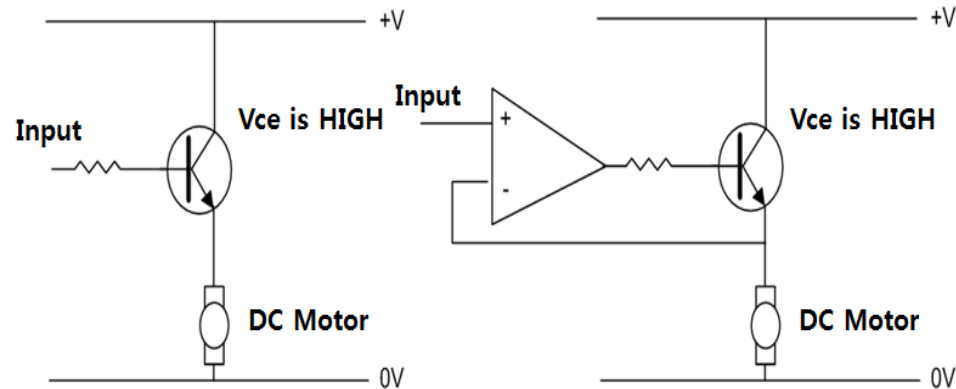 +V
Vce is HIGH
Input
DC Motor
0V
+V
Input
+
-
Vce is HIGH
DC Motor
0V